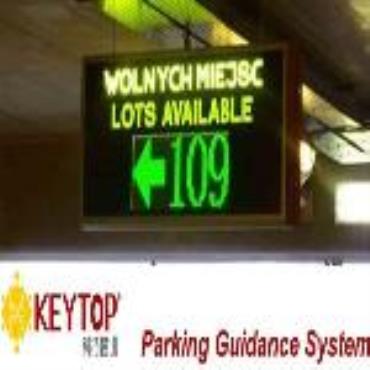 WOLNYCH MIEJSC
LOTS AVAILABLE
←109
KEYTOP
Parking Guidance System